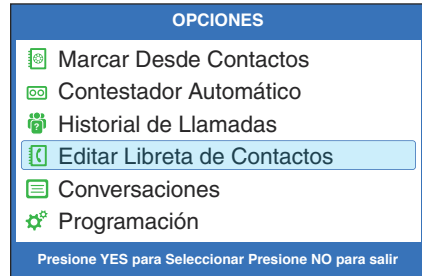 OPCIONES
Marcar Desde Contactos
Contestador Automático
Historial de Llamadas
Editar Libreta de Contactos
Conversaciones
Programación
Presione YES para Seleccionar Presione NO para salir